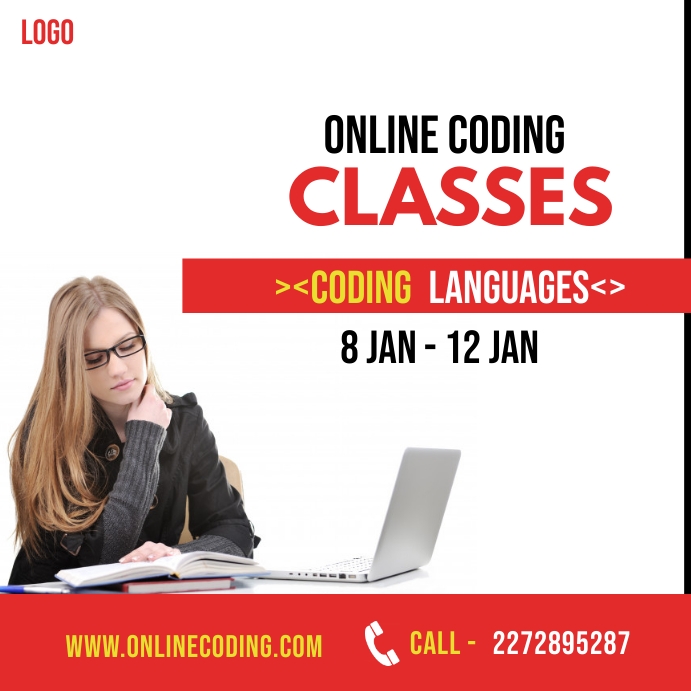 LOGO
ONLINE CODING
CLASSES
><CODING LANGUAGES<>
8 JAN - 12 JAN
WWW.ONLINECODING.COM
CALL - 2272895287